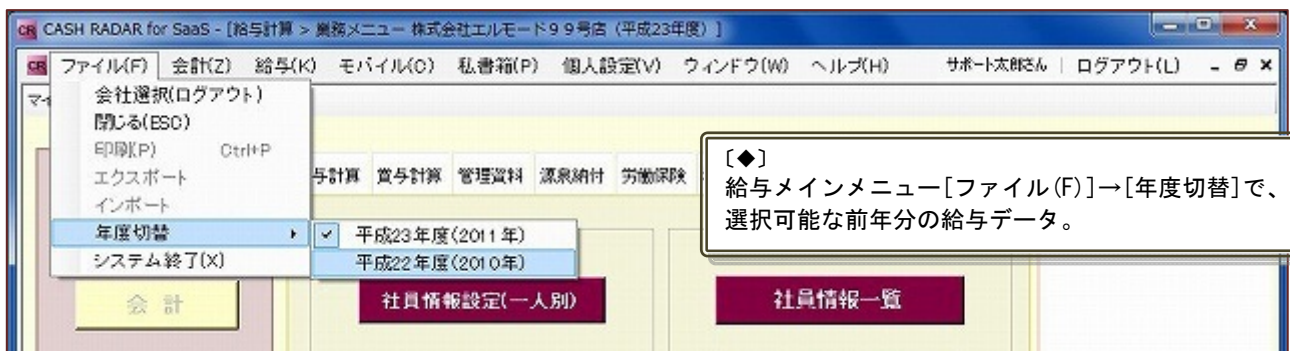 CR CASH RADAR for SaaS - [給与計算 > 業務メニュー 株式会社エルモード99号店 (平成23年度) ]
CR ファイル(F) 会計(Z) 給与(K) モバイル(O) 私書箱(P) 個人設定(V) ウィンドウ(W) ヘルプ(H) サポート太郎さん | ログアウト(L)
マイ
会社選択(ログアウト)
閉じる(ESC)
印刷(P) Ctrl+P
エクスポート
インポート
年度切替
システム終了(X)
平成23年度(2011年)
平成22年度(2010年)
与計算 賞与計算 管理資料 源泉納付 労働保険
〔◆〕
給与メインメニュー[ファイル(F)]→[年度切替]で、
選択可能な前年分の給与データ。
会計
社員情報設定(一人別)
社員情報一覧